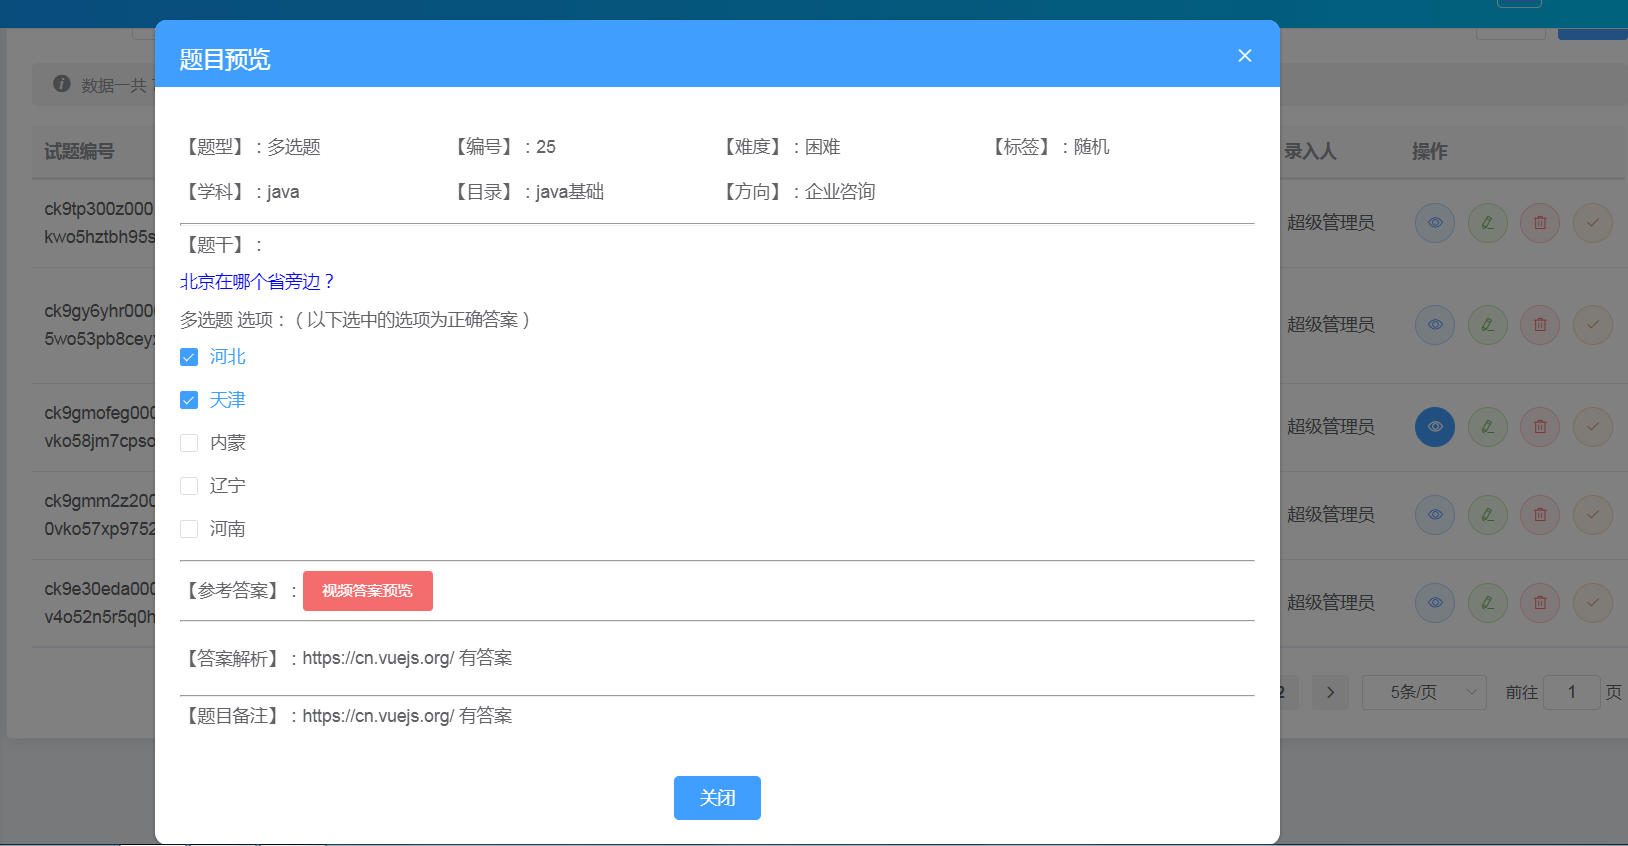 题目预览
数据一共
试题编号
录入人
操作
【题型】：多选题
【编号】：25
【难度】：困难
【标签】：随机
【学科】：java
【目录】：java基础
【方向】：企业咨询
【题干】：
北京在哪个省旁边？
多选题 选项：（以下选中的选项为正确答案）
河北
天津
内蒙
辽宁
河南
【参考答案】：视频答案预览
【答案解析】：https://cn.vuejs.org/ 有答案
【题目备注】：https://cn.vuejs.org/ 有答案
关闭
ck9tp300z000
kwo5hztbh95s
超级管理员
ck9gy6yhr000
5wo53pb8cey
超级管理员
ck9gmofeg000
vko58jm7cpso
超级管理员
ck9gmm2z200
0vko57xp9752
超级管理员
ck9e30eda000
v4o52n5r5q0h
超级管理员
2
5条/页
前往 1 页